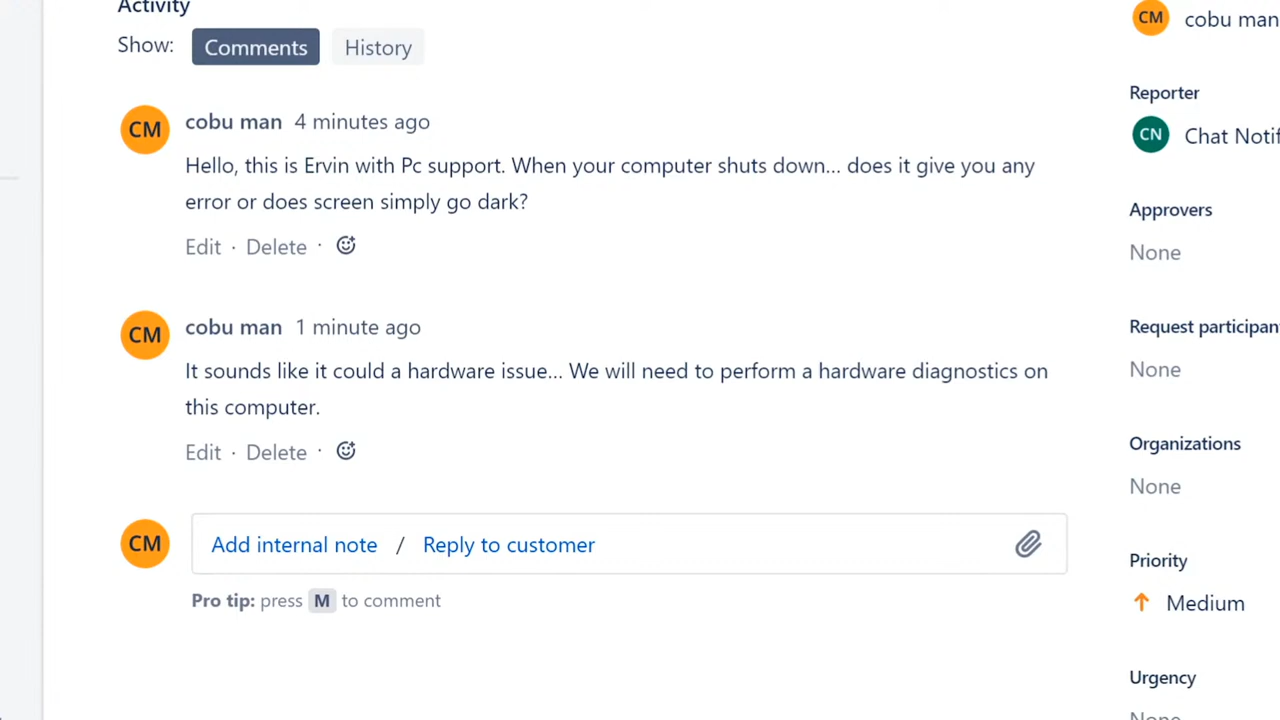 Activity
Show: Comments History
CM cobu man 4 minutes ago
Hello, this is Ervin with Pc support. When your computer shuts down... does it give you any
error or does screen simply go dark?
Edit · Delete ·
CM cobu man 1 minute ago
It sounds like it could a hardware issue... We will need to perform a hardware diagnostics on
this computer.
Edit · Delete ·
CM Add internal note / Reply to customer
Pro tip: press M to comment
CM cobu man
Reporter
CN Chat Notif
Approvers
None
Request participan
None
Organizations
None
Priority
Medium
Urgency
None